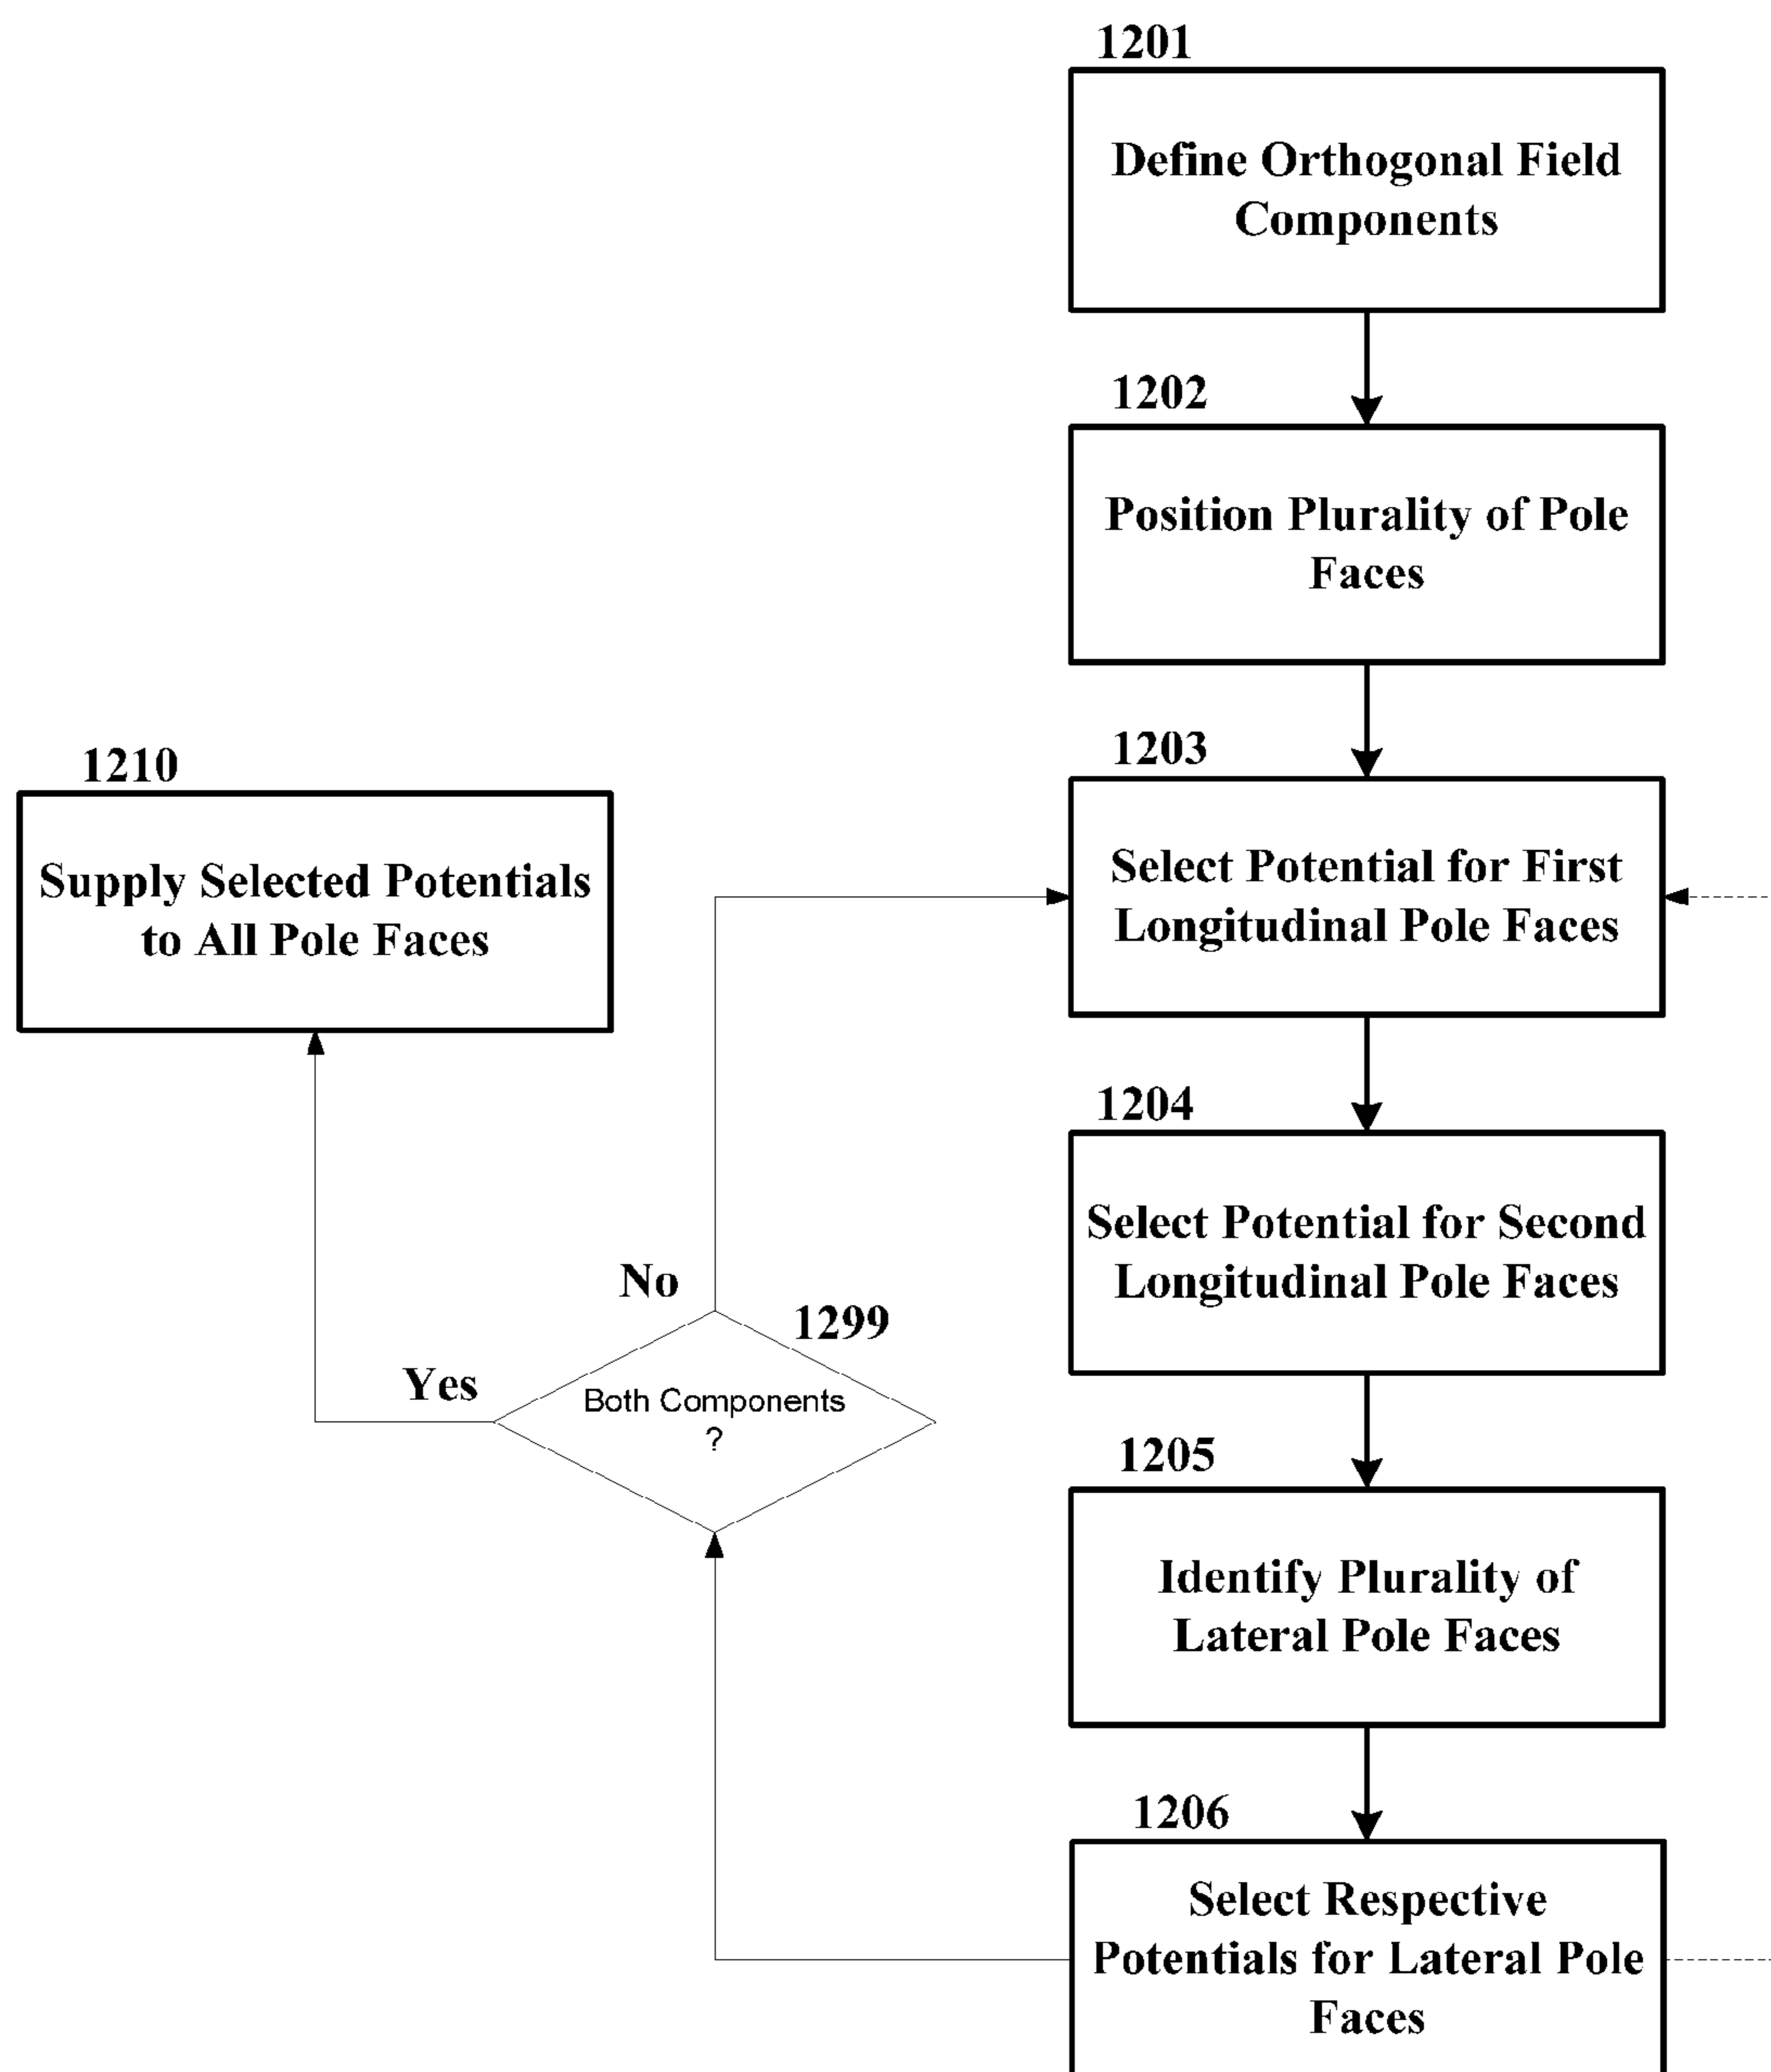 1201
Define Orthogonal Field
Components
1202
Position Plurality of Pole
Faces
1203
Select Potential for First
Longitudinal Pole Faces
1204
Select Potential for Second
Longitudinal Pole Faces
1205
Identify Plurality of
Lateral Pole Faces
1206
Select Respective
Potentials for Lateral Pole
Faces
1299
Both Components
?
No
Yes
1210
Supply Selected Potentials
to All Pole Faces